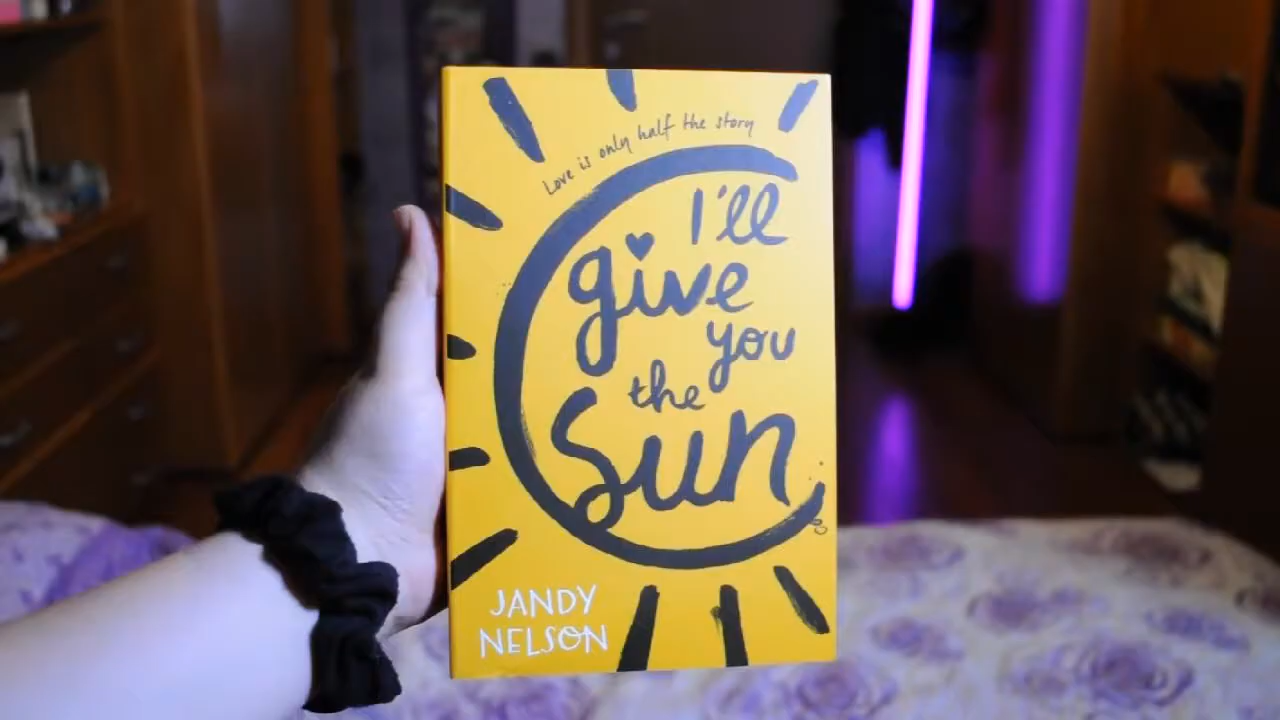 Love is only half the story
I'll
give
you
the
Sun
JANDY
NELSON